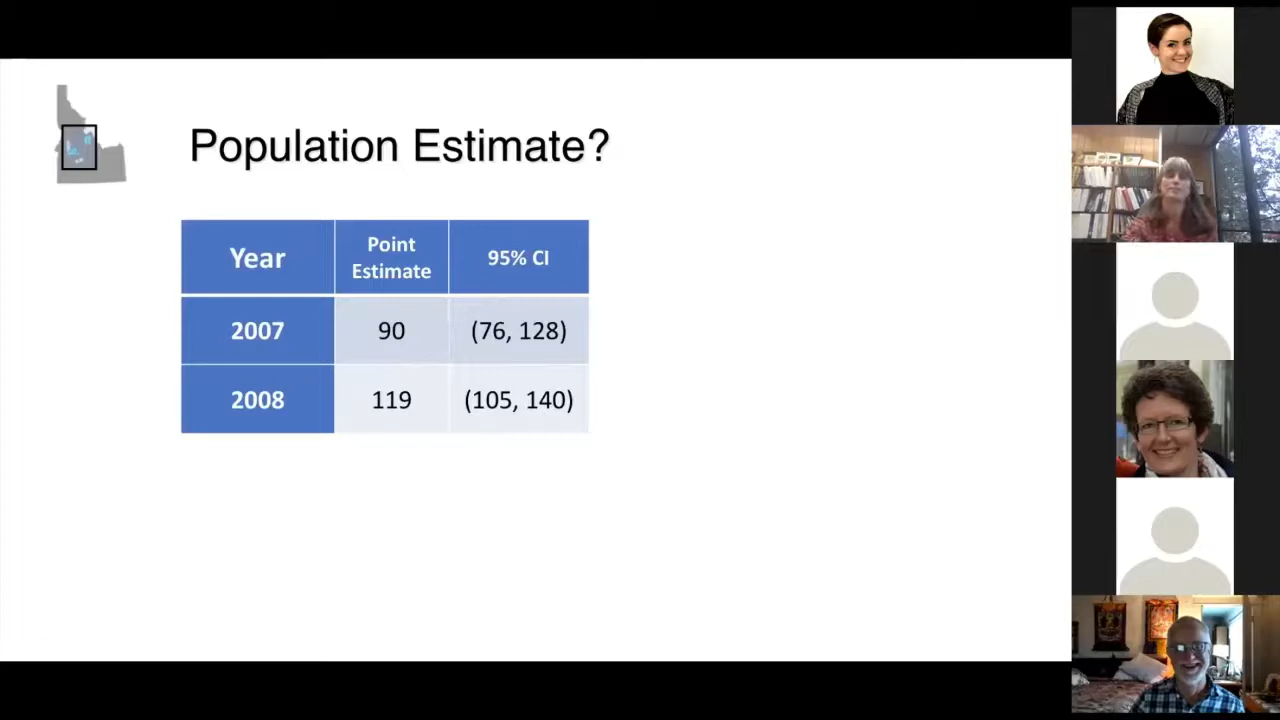 Population Estimate?
Year
Point
Estimate
95% CI
2007
90
(76, 128)
2008
119
(105, 140)